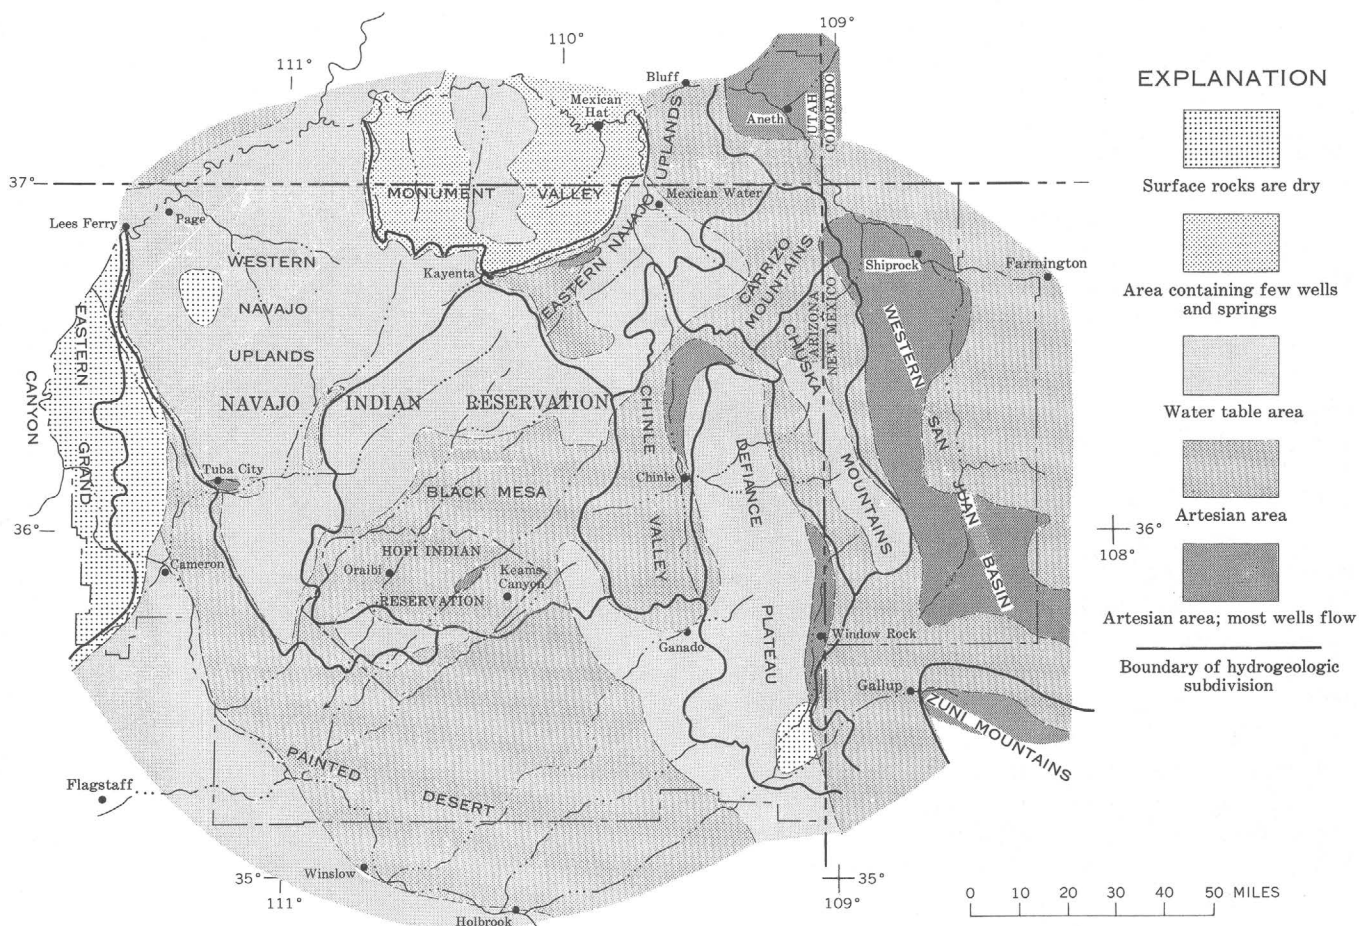 109°
110°
111°
Bluff
Mexican
Hat
UPLANDS
Aneth
UTAH
COLORADO
37°
MONUMENT VALLEY
Mexican Water
Page
Lees Ferry
WESTERN
NAVAJO
UPLANDS
Kayenta
EASTERN NAVAJO
CARRIZO
MOUNTAINS
Shiprock
Farmington
ARIZONA
NEW MEXICO
EASTERN
GRAND
CANYON
NAVAJO INDIAN RESERVATION
CHINLE
VALLEY
CHUSKA
MOUNTAINS
WESTERN
SAN
JUAN
BASIN
Tuba City
Chinle
DEFIANCE
PLATEAU
BLACK MESA
36°
HOPI INDIAN
RESERVATION
Oraibi
Keams
Canyon
36°
108°
Cameron
Ganado
Window Rock
Gallup
ZUNI MOUNTAINS
PAINTED
DESERT
Flagstaff
Winslow
Holbrook
35°
111°
35°
109°
EXPLANATION
Surface rocks are dry
Area containing few wells
and springs
Water table area
Artesian area
Artesian area; most wells flow
Boundary of hydrogeologic
subdivision
0 10 20 30 40 50 MILES